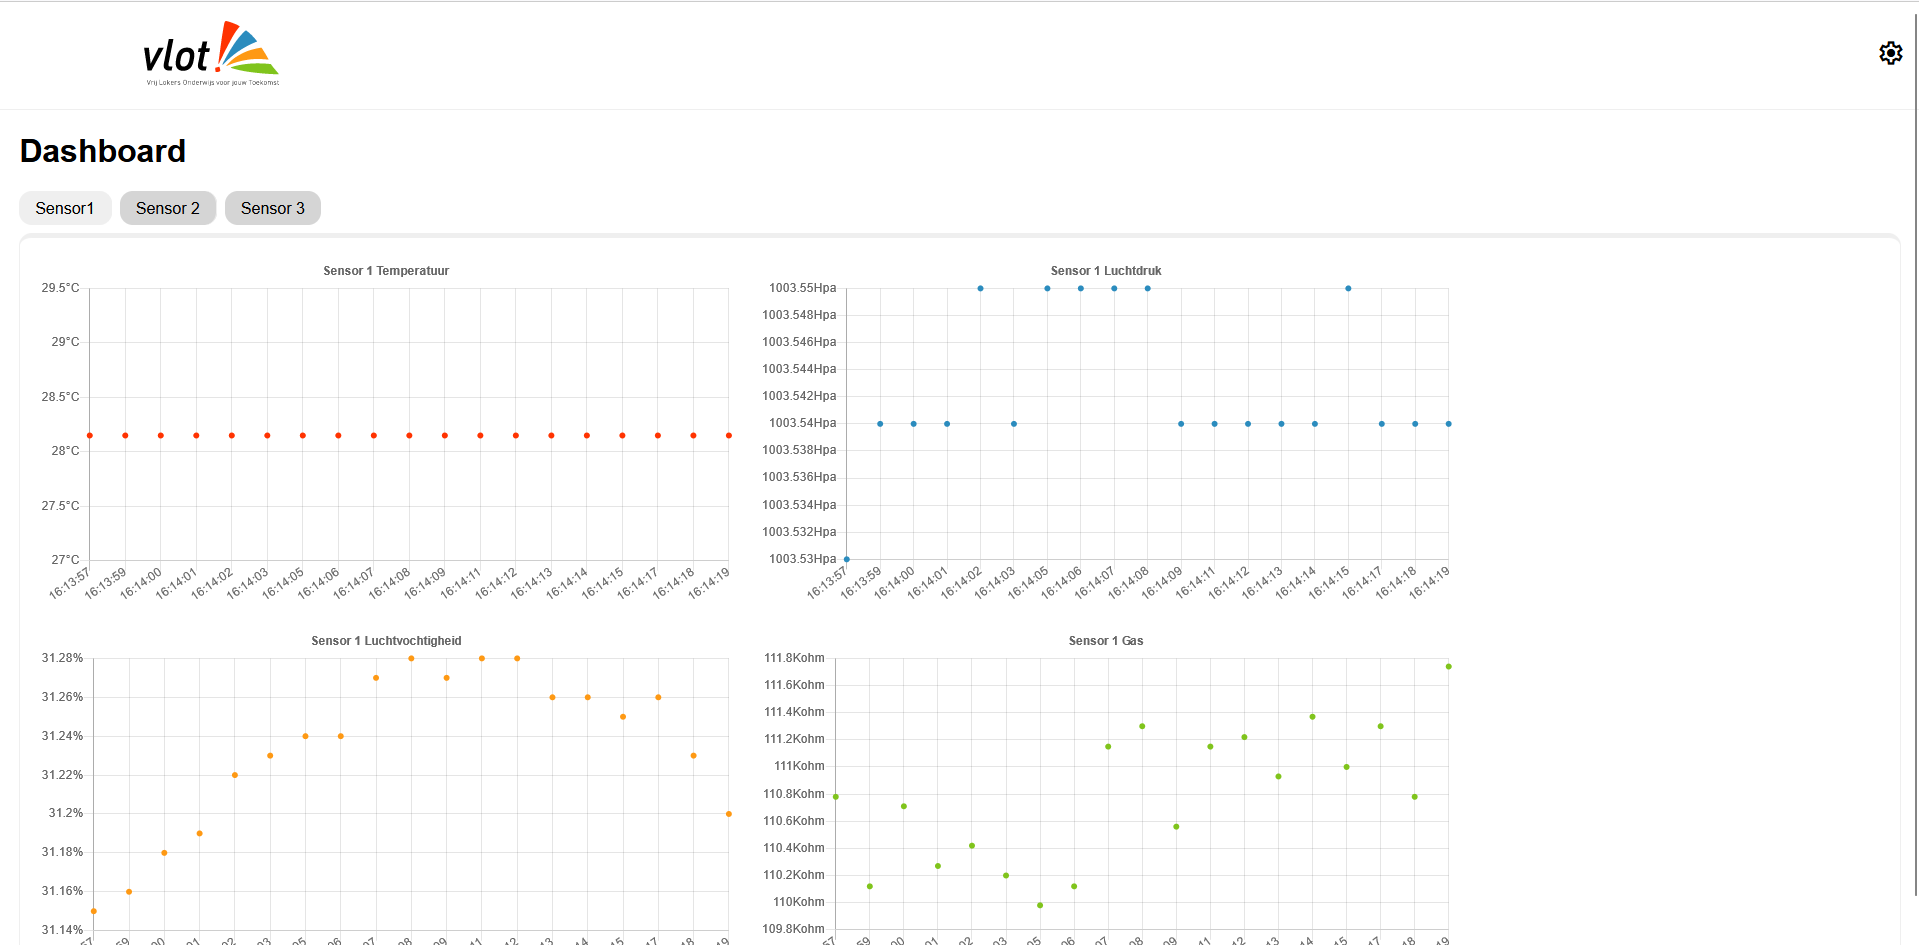 vlot!
Vrij Lokers Onderwijs voor jouw Toekomst
Dashboard
Sensor1 Sensor 2 Sensor 3
Sensor 1 Temperatuur
29.5°C
29°C
28.5°C
28°C
27.5°C
27°C
16:13:57 16:13:59 16:14:00 16:14:01 16:14:02 16:14:03 16:14:05 16:14:06 16:14:07 16:14:08 16:14:09 16:14:11 16:14:12 16:14:13 16:14:14 16:14:15 16:14:17 16:14:18 16:14:19
Sensor 1 Luchtdruk
1003.55Hpa
1003.548Hpa
1003.546Hpa
1003.544Hpa
1003.542Hpa
1003.54Hpa
1003.538Hpa
1003.536Hpa
1003.534Hpa
1003.532Hpa
1003.53Hpa
16:13:57 16:13:59 16:14:00 16:14:01 16:14:02 16:14:03 16:14:05 16:14:06 16:14:07 16:14:08 16:14:09 16:14:11 16:14:12 16:14:13 16:14:14 16:14:15 16:14:17 16:14:18 16:14:19
Sensor 1 Luchtvochtigheid
31.28%
31.26%
31.24%
31.22%
31.2%
31.18%
31.16%
31.14%
Sensor 1 Gas
111.8Kohm
111.6Kohm
111.4Kohm
111.2Kohm
111Kohm
110.8Kohm
110.6Kohm
110.4Kohm
110.2Kohm
110Kohm
109.8Kohm